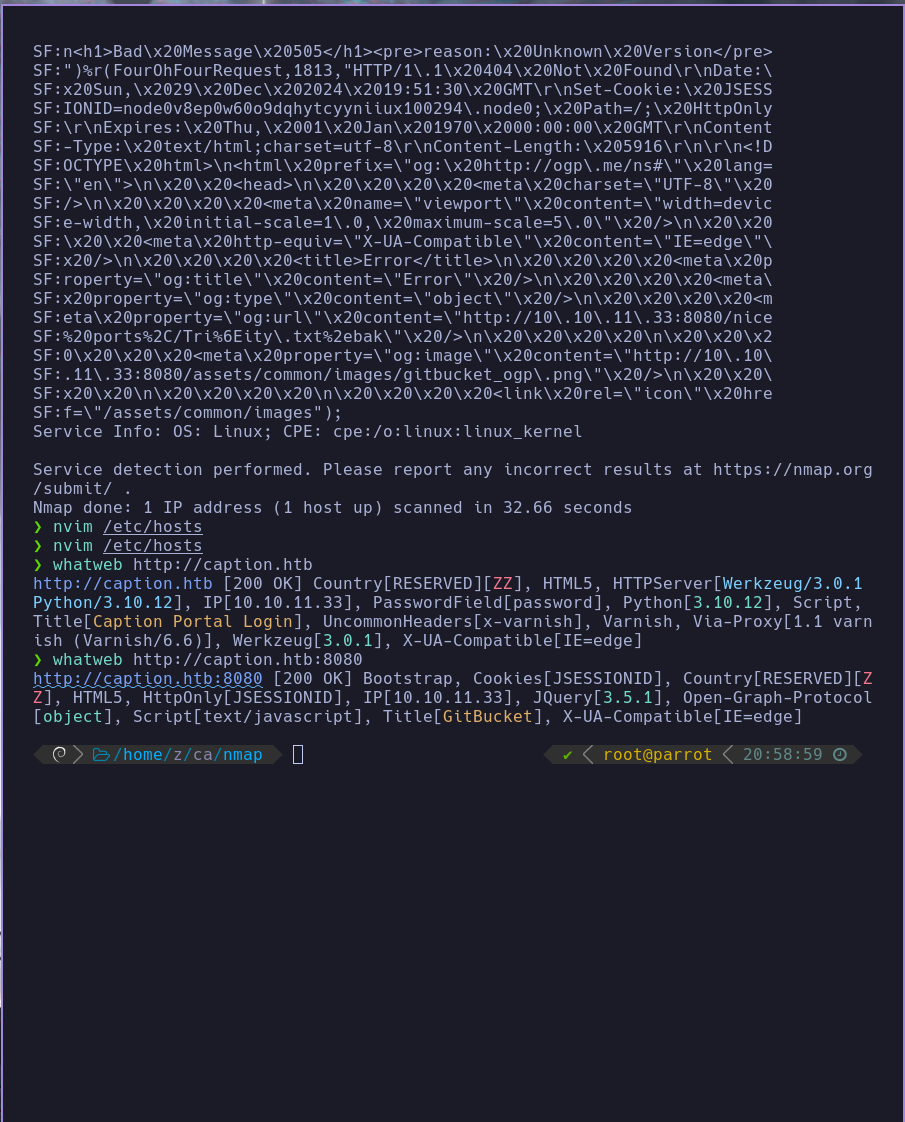 SF:n<h1>Bad\x20Message\x20505</h1><pre>reason:\x20Unknown\x20Version</pre>
SF:")%r(FourOhFourRequest,1813,"HTTP/1\.1\x20404\x20Not\x20Found\r\nDate:\
SF:x20Sun,\x2029\x20Dec\x202024\x2019:51:30\x20GMT\r\nSet-Cookie:\x20JSESS
SF:IONID=node0v8ep0w60o9dqhytcyyniiux100294\.node0;\x20Path=/;\x20HttpOnly
SF:\r\nExpires:\x20Thu,\x2001\x20Jan\x201970\x2000:00:00\x20GMT\r\nContent
SF:-Type:\x20text/html;charset=utf-8\r\nContent-Length:\x205916\r\n\r\n<!D
SF:OCTYPE\x20html>\n<html\x20prefix=\"og:\x20http://ogp\.me/ns#\"\x20lang=
SF:\"en\">\n\x20\x20<head>\n\x20\x20\x20\x20<meta\x20charset=\"UTF-8\"\x20
SF:/>\n\x20\x20\x20\x20<meta\x20name=\"viewport\"\x20content=\"width=devic
SF:e-width,\x20initial-scale=1\.0,\x20maximum-scale=5\.0\"\x20/>\n\x20\x20
SF:\x20\x20<meta\x20http-equiv=\"X-UA-Compatible\"\x20content=\"IE=edge\"\
SF:x20/>\n\x20\x20\x20\x20<title>Error</title>\n\x20\x20\x20\x20<meta\x20p
SF:roperty=\"og:title\"\x20content=\"Error\"\x20/>\n\x20\x20\x20\x20<meta\
SF:x20property=\"og:type\"\x20content=\"object\"\x20/>\n\x20\x20\x20\x20<m
SF:eta\x20property=\"og:url\"\x20content=\"http://10\.10\.11\.33:8080/nice
SF:%20ports%2C/Tri%6Eity\.txt%2ebak\"\x20/>\n\x20\x20\x20\x20\n\x20\x20\x2
SF:0\x20\x20\x20<meta\x20property=\"og:image\"\x20content=\"http://10\.10\
SF:.11\.33:8080/assets/common/images/gitbucket_ogp\.png\"\x20/>\n\x20\x20\
SF:x20\x20\n\x20\x20\x20\x20\n\x20\x20\x20\x20<link\x20rel=\"icon\"\x20hre
SF:f=\"/assets/common/images");
Service Info: OS: Linux; CPE: cpe:/o:linux:linux_kernel
Service detection performed. Please report any incorrect results at https://nmap.org
/submit/ .
Nmap done: 1 IP address (1 host up) scanned in 32.66 seconds
❯ nvim /etc/hosts
❯ nvim /etc/hosts
❯ whatweb http://caption.htb
http://caption.htb [200 OK] Country[RESERVED][ZZ], HTML5, HTTPServer[Werkzeug/3.0.1
Python/3.10.12], IP[10.10.11.33], PasswordField[password], Python[3.10.12], Script,
Title[Caption Portal Login], UncommonHeaders[x-varnish], Varnish, Via-Proxy[1.1 varn
ish (Varnish/6.6)], Werkzeug[3.0.1], X-UA-Compatible[IE=edge]
❯ whatweb http://caption.htb:8080
http://caption.htb:8080 [200 OK] Bootstrap, Cookies[JSESSIONID], Country[RESERVED][Z
Z], HTML5, HttpOnly[JSESSIONID], IP[10.10.11.33], JQuery[3.5.1], Open-Graph-Protocol
[object], Script[text/javascript], Title[GitBucket], X-UA-Compatible[IE=edge]
/home/z/ca/nmap ✔ root@parrot 20:58:59